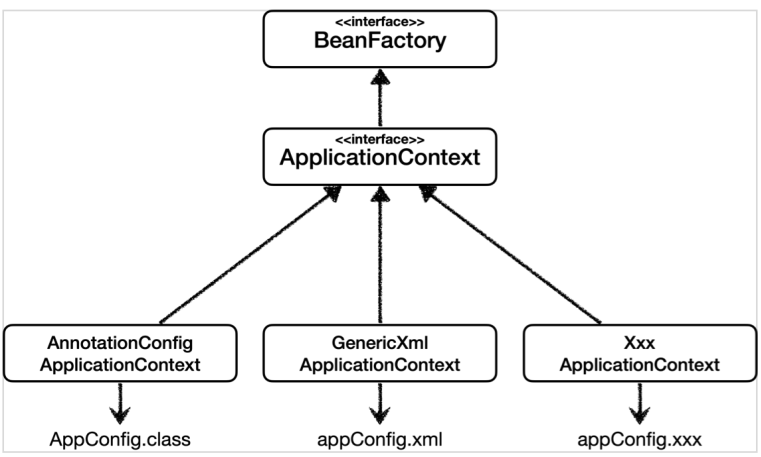 <<interface>>
BeanFactory
<<interface>>
ApplicationContext
AnnotationConfig
ApplicationContext
GenericXml
ApplicationContext
Xxx
ApplicationContext
AppConfig.class
appConfig.xml
appConfig.xxx